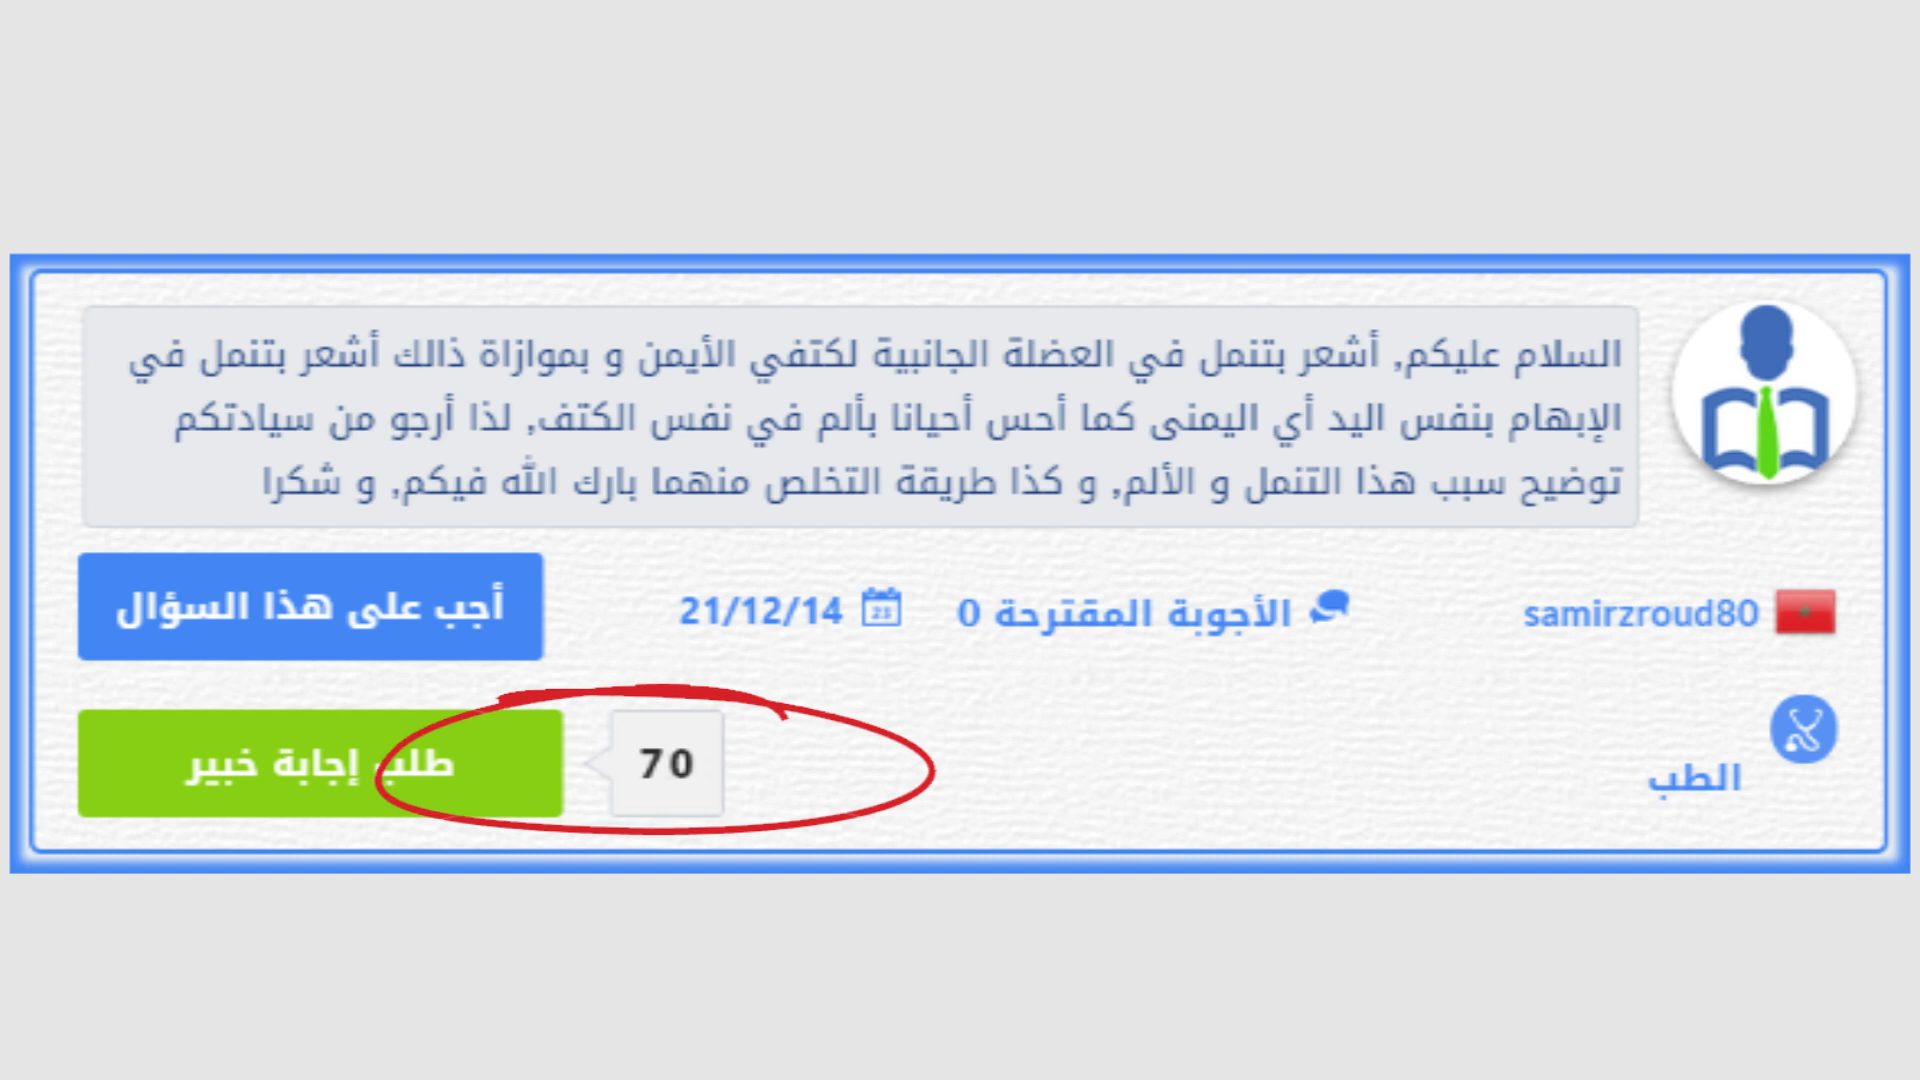 السلام عليكم, أشعر بتنمل في العضلة الجانبية لكتفي الأيمن و بموازاة ذالك أشعر بتنمل في
الإبهام بنفس اليد أي اليمنى كما أحس أحيانا بألم في نفس الكتف, لذا أرجو من سيادتكم
توضيح سبب هذا التنمل و الألم, و كذا طريقة التخلص منهما بارك الله فيكم, و شكرا
samirzroud80
الأجوبة المقترحة 0
21/12/14
23
أجب على هذا السؤال
الطب
70
طلب إجابة خبير